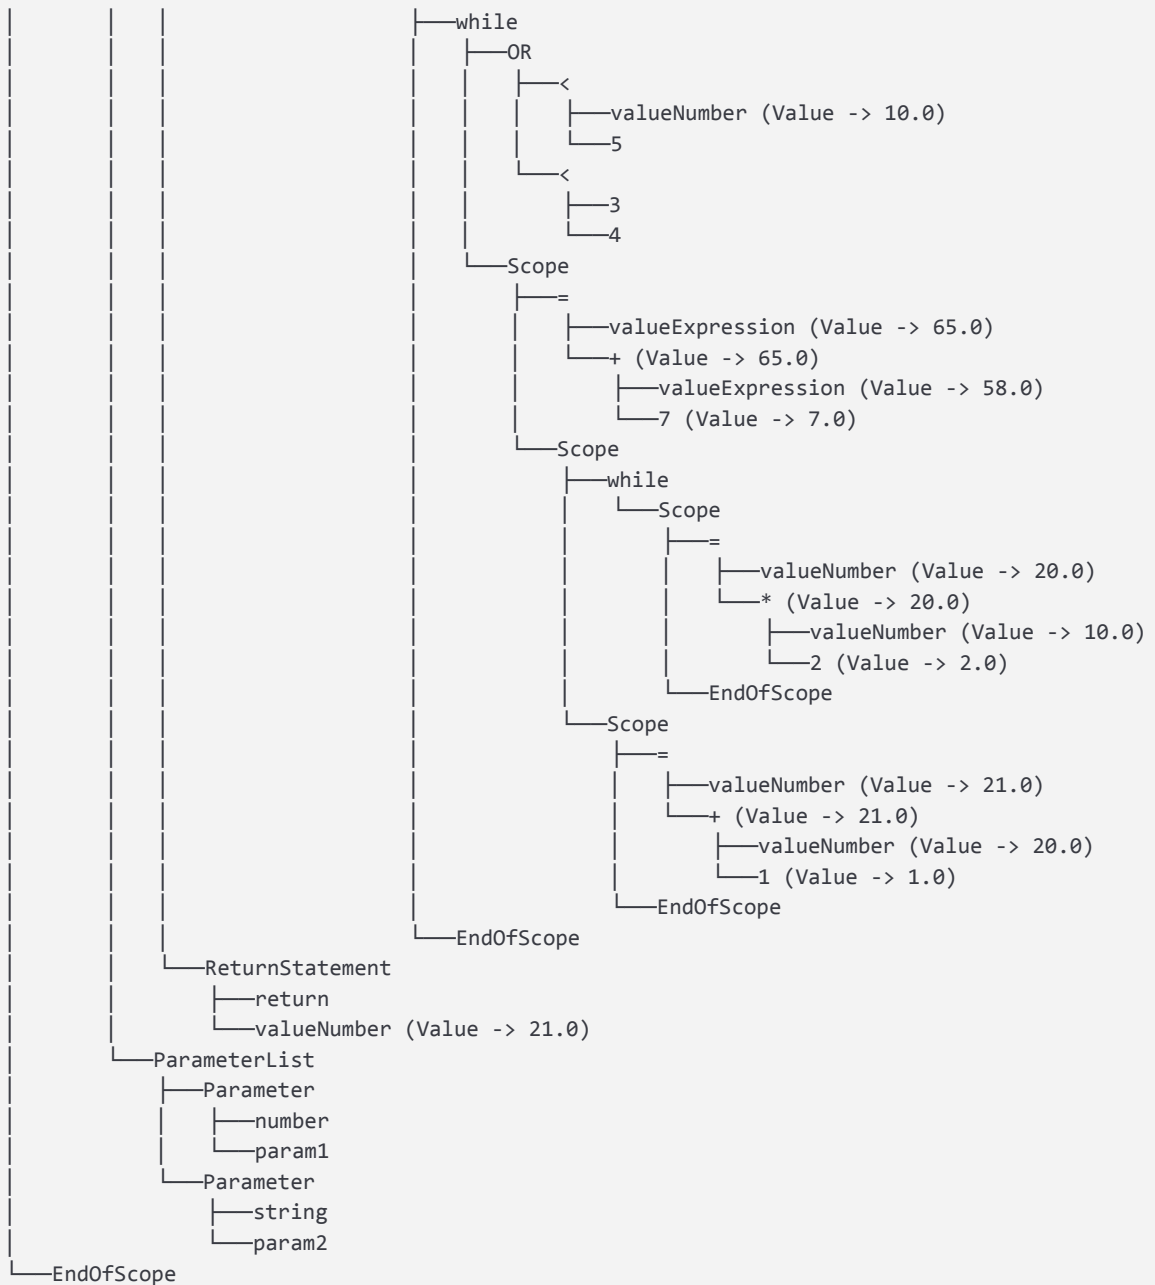 while
OR
<
valueNumber (Value -> 10.0)
5
<
3
4
Scope
=
valueExpression (Value -> 65.0)
+ (Value -> 65.0)
valueExpression (Value -> 58.0)
7 (Value -> 7.0)
Scope
while
Scope
=
valueNumber (Value -> 20.0)
* (Value -> 20.0)
valueNumber (Value -> 10.0)
2 (Value -> 2.0)
EndOfScope
Scope
=
valueNumber (Value -> 21.0)
+ (Value -> 21.0)
valueNumber (Value -> 20.0)
1 (Value -> 1.0)
EndOfScope
EndOfScope
ReturnStatement
return
valueNumber (Value -> 21.0)
ParameterList
Parameter
number
param1
Parameter
string
param2
EndOfScope